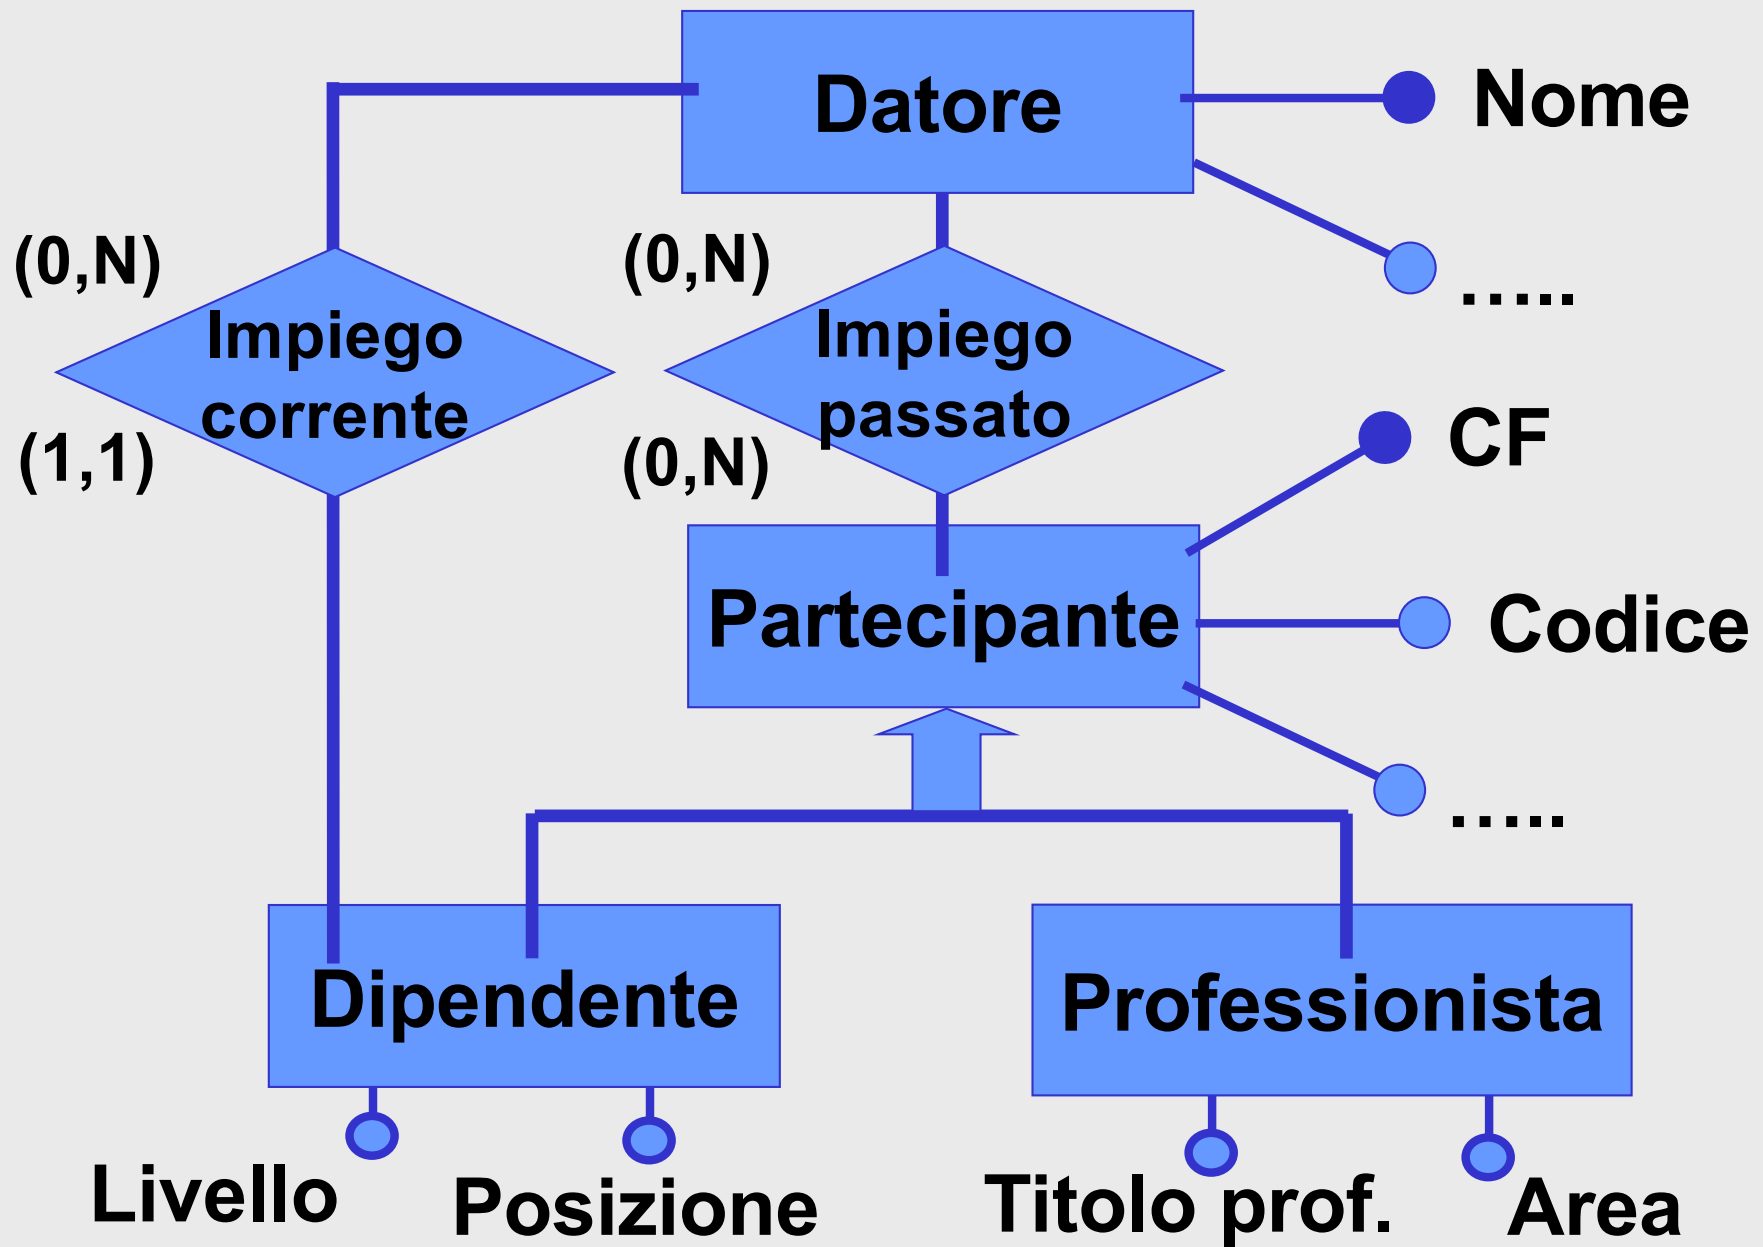 Datore
Nome
(0,N)
(0,N)
…..
Impiego
corrente
Impiego
passato
(1,1)
(0,N)
CF
Partecipante
Codice
…..
Dipendente
Professionista
Livello
Posizione
Titolo prof.
Area